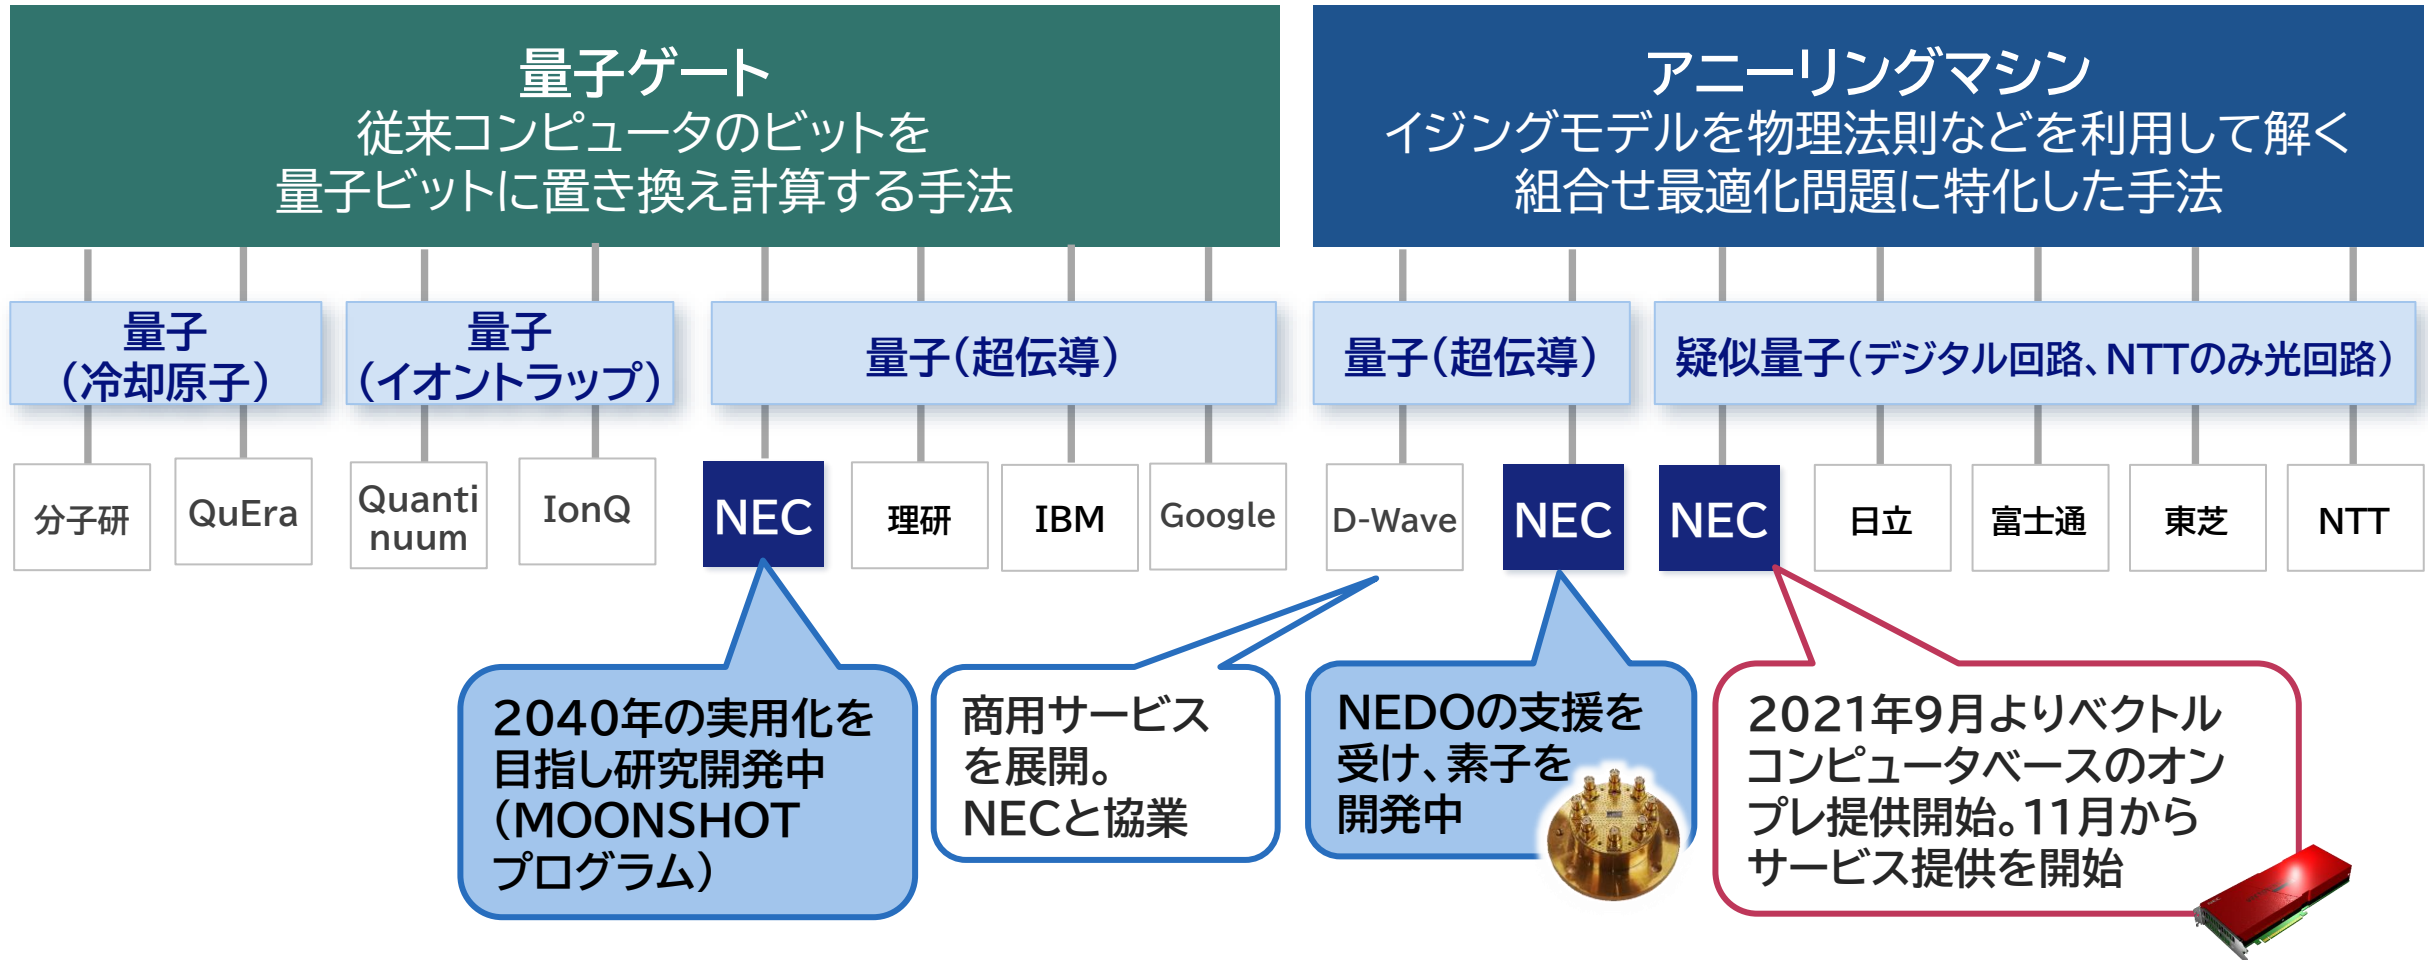 量子ゲート
従来コンピュータのビットを
量子ビットに置き換え計算する手法
アニーリングマシン
イジングモデルを物理法則などを利用して解く
組合せ最適化問題に特化した手法
量子
（冷却原子）
量子
（イオントラップ）
量子（超伝導）
量子（超伝導）
疑似量子（デジタル回路、NTTのみ光回路）
分子研
QuEra
Quanti
nuum
IonQ
NEC
理研
IBM
Google
D-Wave
NEC
NEC
日立
富士通
東芝
NTT
2040年の実用化を
目指し研究開発中
（MOONSHOT
プログラム）
商用サービス
を展開。
NECと協業
NEDOの支援を
受け、素子を
開発中
2021年9月よりベクトル
コンピュータベースのオン
プレ提供開始。11月から
サービス提供を開始